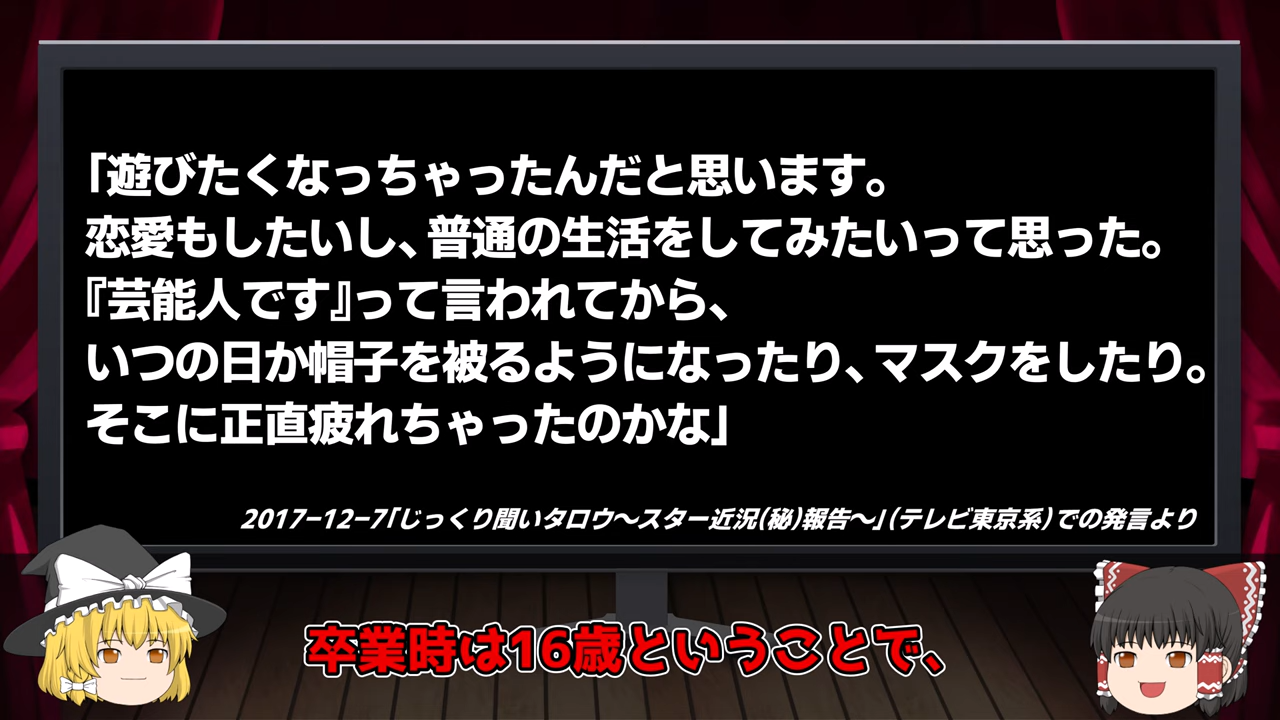 「遊びたくなっちゃったんだと思います。
恋愛もしたいし、普通の生活をしてみたいって思った。
『芸能人です』って言われてから、
いつの日か帽子を被るようになったり、マスクをしたり。
そこに正直疲れちゃったのかな」
2017-12-7「じっくり聞いタロウ～スター近況(秘)報告～」(テレビ東京系)での発言より
卒業時は16歳ということで、